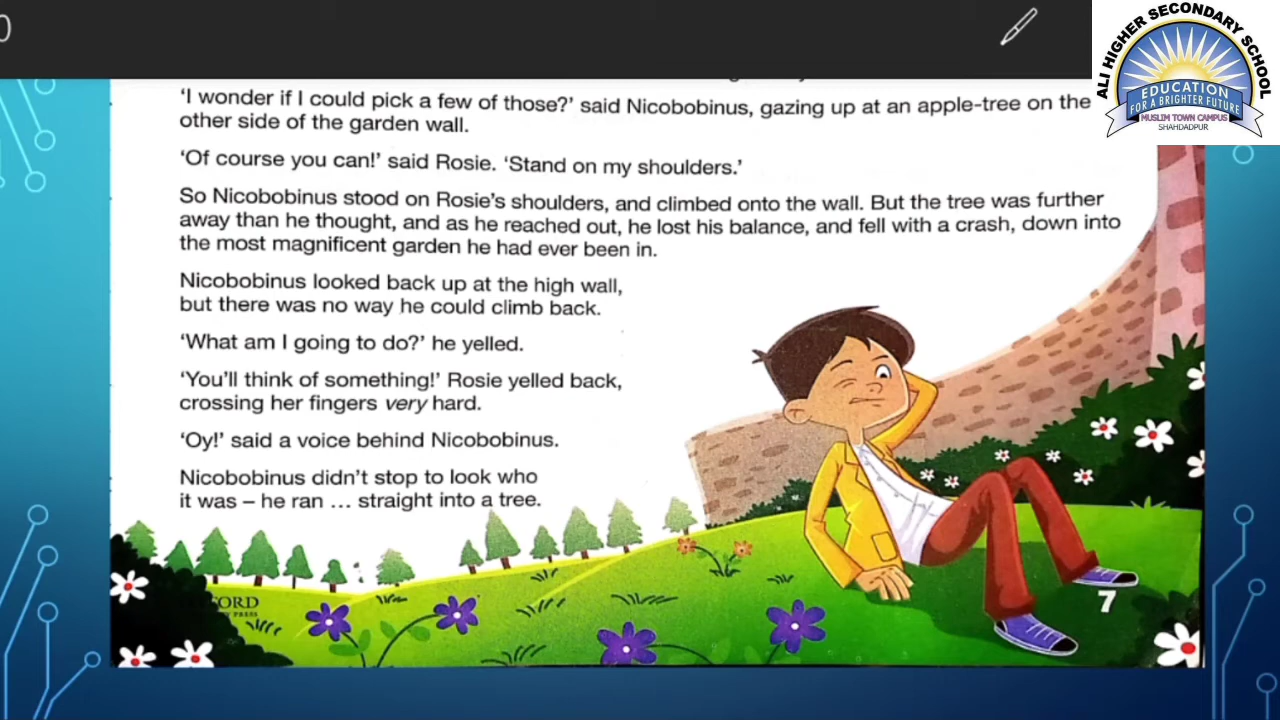 ALI HIGHER SECONDARY SCHOOL
EDUCATION
FOR A BRIGHTER FUTURE
MUSLIM TOWN CAMPUS
SHAHDADPUR
'I wonder if I could pick a few of those?' said Nicobobinus, gazing up at an apple-tree on the
other side of the garden wall.
'Of course you can!' said Rosie. 'Stand on my shoulders.'
So Nicobobinus stood on Rosie's shoulders, and climbed onto the wall. But the tree was further
away than he thought, and as he reached out, he lost his balance, and fell with a crash, down into
the most magnificent garden he had ever been in.
Nicobobinus looked back up at the high wall,
but there was no way he could climb back.
'What am I going to do?' he yelled.
'You'll think of something!' Rosie yelled back,
crossing her fingers very hard.
'Oy!' said a voice behind Nicobobinus.
Nicobobinus didn't stop to look who
it was – he ran ... straight into a tree.
7